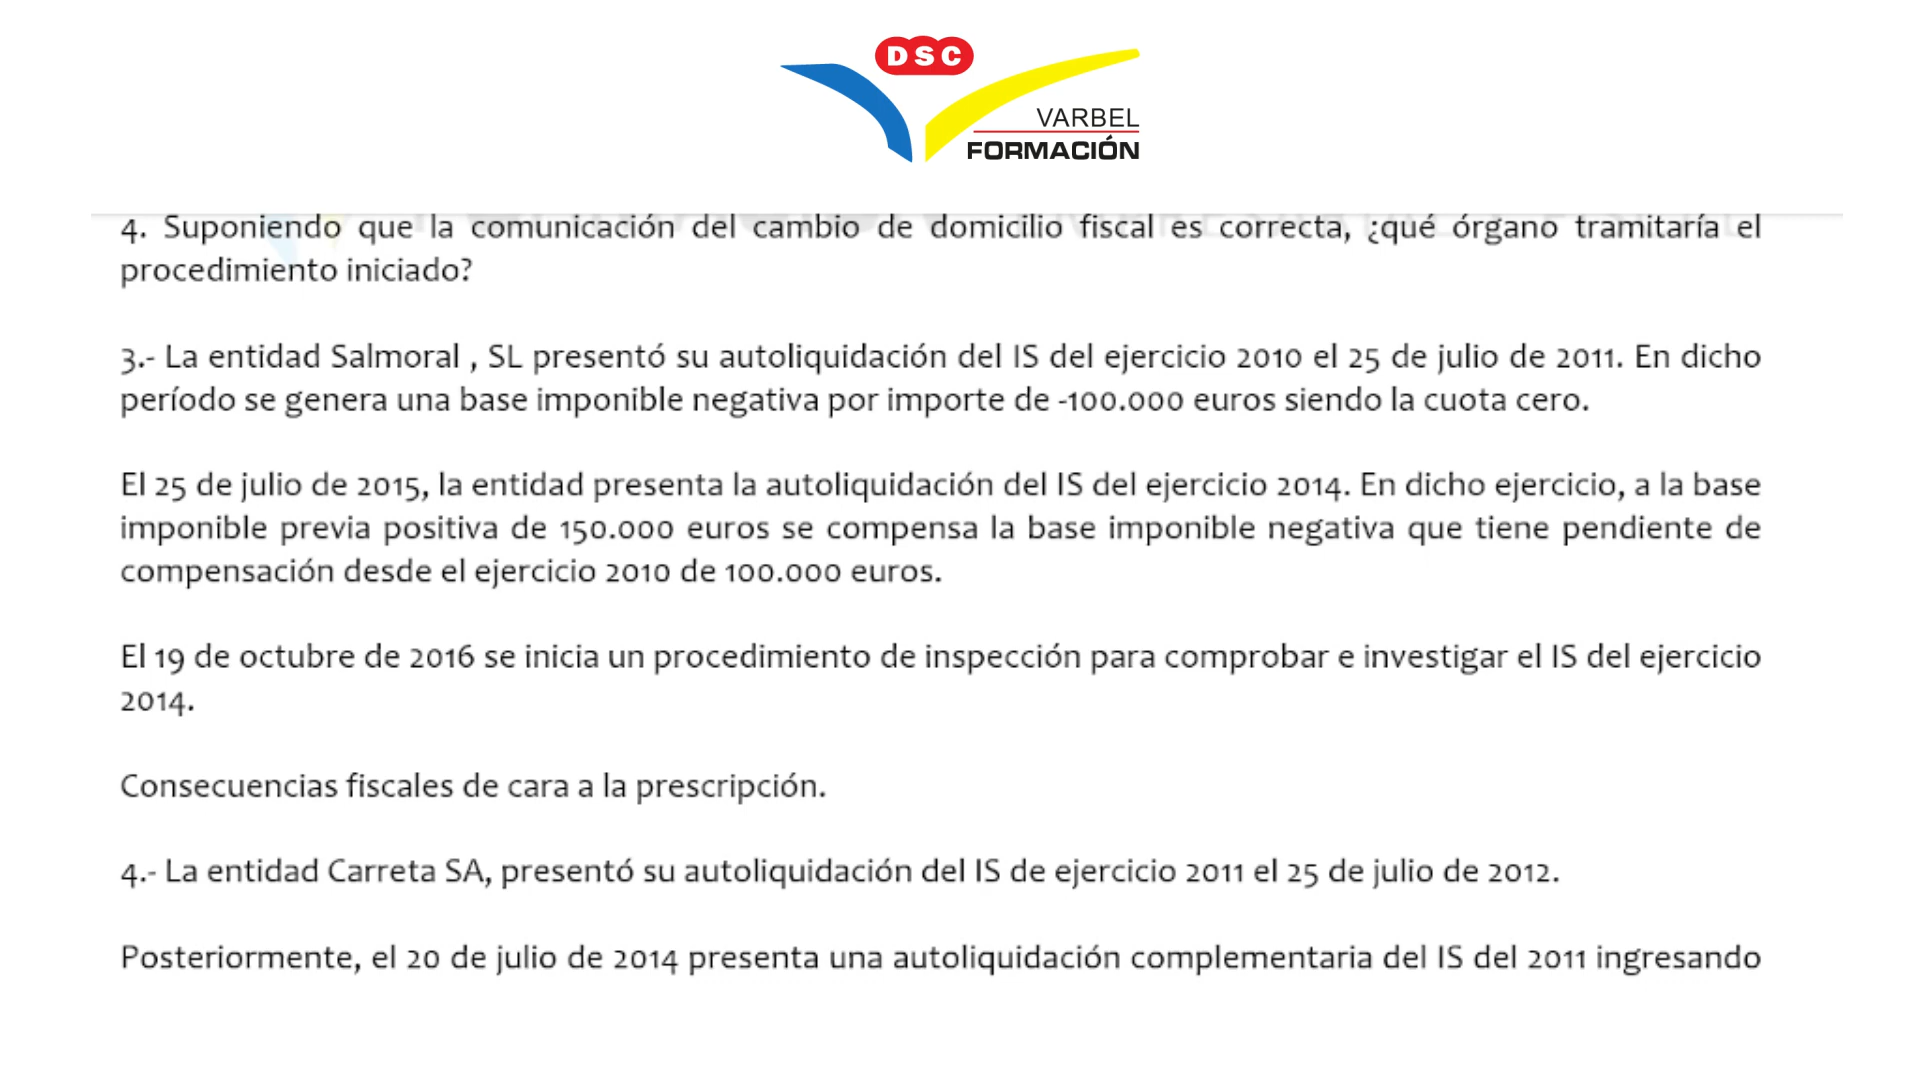 DSC
VARBEL
FORMACIÓN
4. Suponiendo que la comunicación del cambio de domicilio fiscal es correcta, ¿qué órgano tramitaría el
procedimiento iniciado?
3.- La entidad Salmoral , SL presentó su autoliquidación del IS del ejercicio 2010 el 25 de julio de 2011. En dicho
período se genera una base imponible negativa por importe de -100.000 euros siendo la cuota cero.
El 25 de julio de 2015, la entidad presenta la autoliquidación del IS del ejercicio 2014. En dicho ejercicio, a la base
imponible previa positiva de 150.000 euros se compensa la base imponible negativa que tiene pendiente de
compensación desde el ejercicio 2010 de 100.000 euros.
El 19 de octubre de 2016 se inicia un procedimiento de inspección para comprobar e investigar el IS del ejercicio
2014.
Consecuencias fiscales de cara a la prescripción.
4.- La entidad Carreta SA, presentó su autoliquidación del IS de ejercicio 2011 el 25 de julio de 2012.
Posteriormente, el 20 de julio de 2014 presenta una autoliquidación complementaria del IS del 2011 ingresando